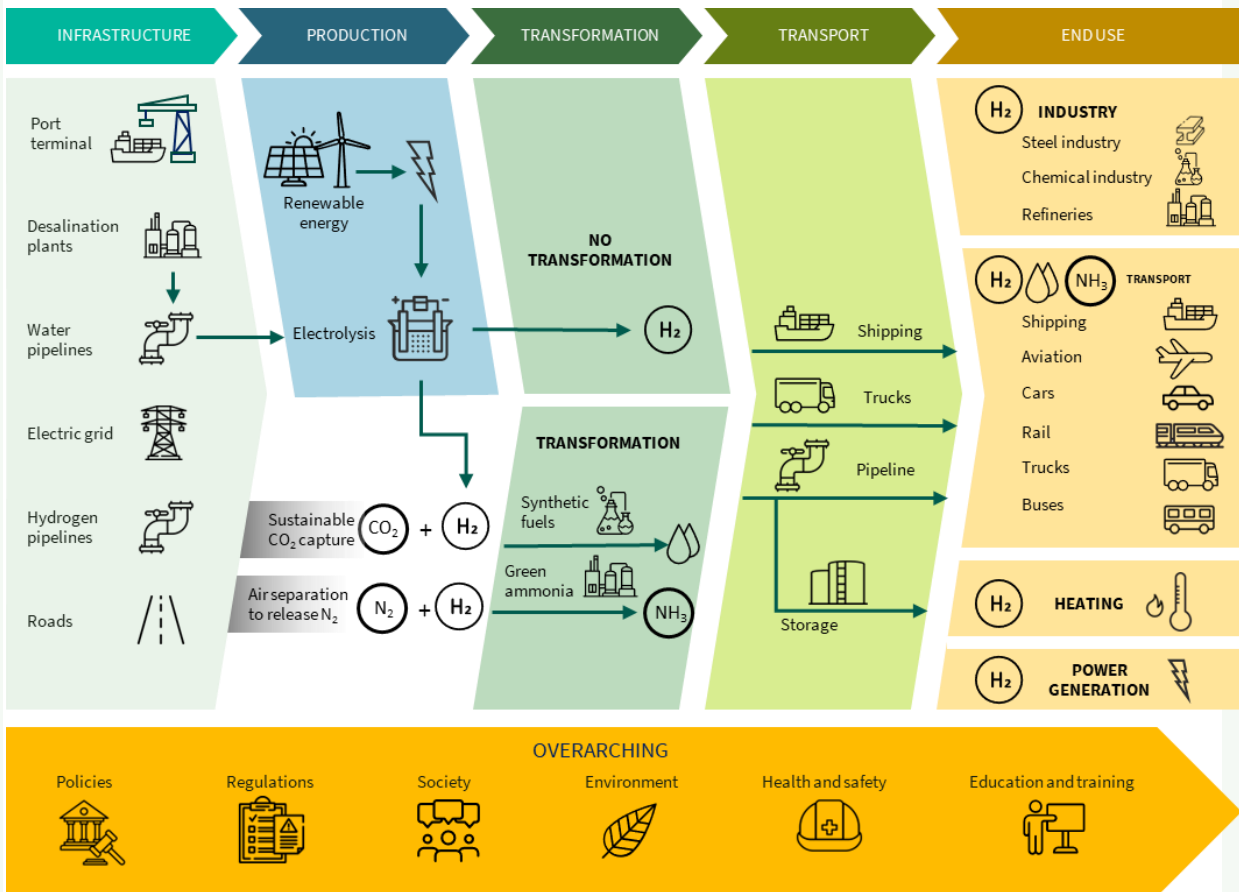 INFRASTRUCTURE
PRODUCTION
TRANSFORMATION
TRANSPORT
END USE
Port
terminal
Desalination
plants
Water
pipelines
Electric grid
Hydrogen
pipelines
Roads
Renewable
energy
Electrolysis
+
−
Sustainable
CO₂ capture
CO₂
+
H₂
Air separation
to release N₂
N₂
+
H₂
NO
TRANSFORMATION
H₂
TRANSFORMATION
Synthetic
fuels
Green
ammonia
NH₃
Shipping
Trucks
Pipeline
Storage
H₂
INDUSTRY
Steel industry
Chemical industry
Refineries
H₂
NH₃
TRANSPORT
Shipping
Aviation
Cars
Rail
Trucks
Buses
H₂
HEATING
H₂
POWER
GENERATION
OVERARCHING
Policies
Regulations
Society
Environment
Health and safety
Education and training